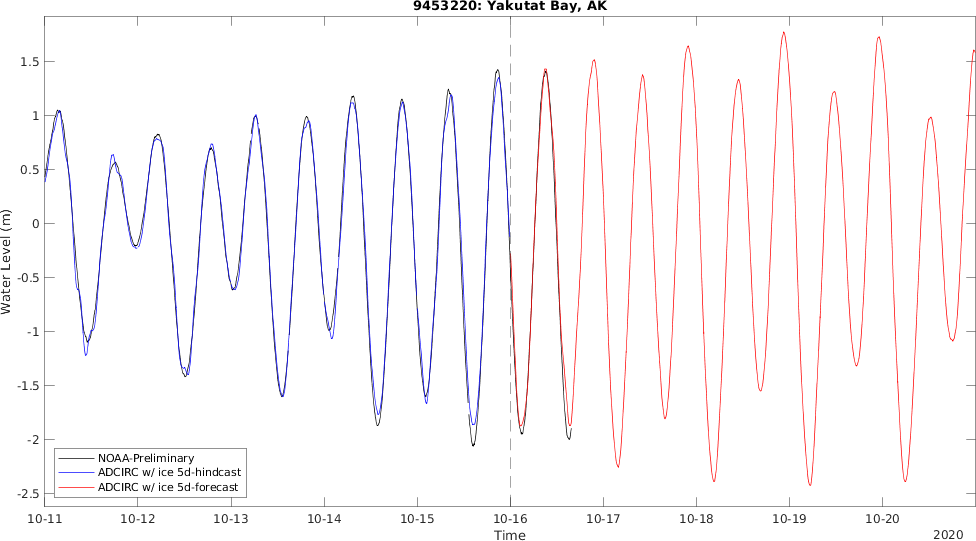 9453220: Yakutat Bay, AK
Water Level (m)
1.5
1
0.5
0
-0.5
-1
-1.5
-2
-2.5
NOAA-Preliminary
ADCIRC w/ ice 5d-hindcast
ADCIRC w/ ice 5d-forecast
10-11 10-12 10-13 10-14 10-15 10-16 10-17 10-18 10-19 10-20
Time
2020